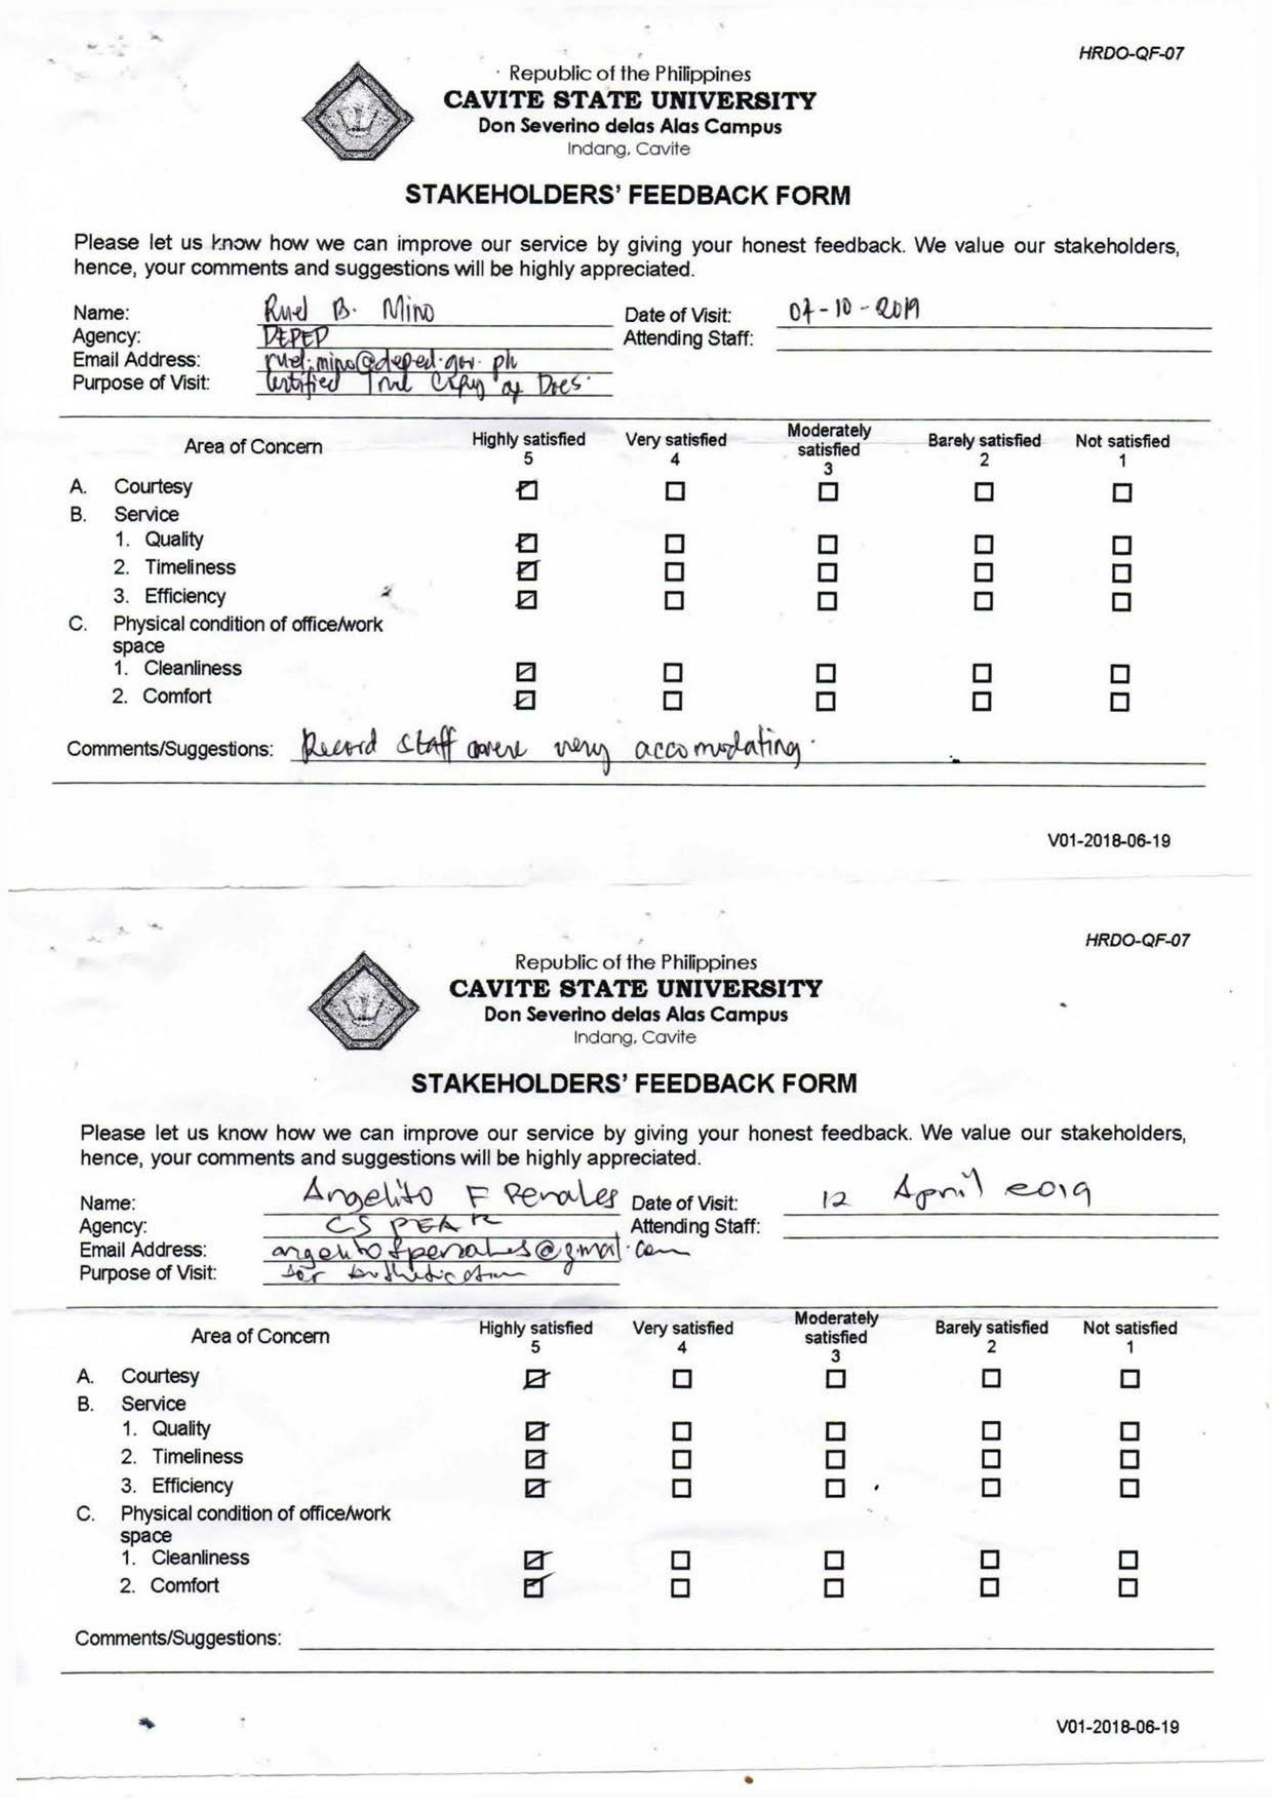 HRDO-QF-07
Republic of the Philippines
CAVITE STATE UNIVERSITY
Don Severino delas Alas Campus
Indang, Cavite
STAKEHOLDERS' FEEDBACK FORM
Please let us know how we can improve our service by giving your honest feedback. We value our stakeholders,
hence, your comments and suggestions will be highly appreciated.
Name: Ruel B. Mino Date of Visit:
Agency: DEPED Attending Staff:
Email Address: ruel.mino@deped.gov.ph
Purpose of Visit: Certified True Copy of Docs.
Area of Concern Highly satisfied 5 Very satisfied 4 Moderately satisfied 3 Barely satisfied 2 Not satisfied 1
A. Courtesy
B. Service
1. Quality
2. Timeliness
3. Efficiency
C. Physical condition of office/work
space
1. Cleanliness
2. Comfort
Comments/Suggestions: Record staff were very accomodating.
V01-2018-06-19
HRDO-QF-07
Republic of the Philippines
CAVITE STATE UNIVERSITY
Don Severino delas Alas Campus
Indang, Cavite
STAKEHOLDERS' FEEDBACK FORM
Please let us know how we can improve our service by giving your honest feedback. We value our stakeholders,
hence, your comments and suggestions will be highly appreciated.
Name: Angelito F Penales Date of Visit: 12 April 2019
Agency: CSPEAR Attending Staff:
Email Address: angelitofpenales@gmail.com
Purpose of Visit: for
Area of Concern Highly satisfied 5 Very satisfied 4 Moderately satisfied 3 Barely satisfied 2 Not satisfied 1
A. Courtesy
B. Service
1. Quality
2. Timeliness
3. Efficiency
C. Physical condition of office/work
space
1. Cleanliness
2. Comfort
Comments/Suggestions:
V01-2018-06-19